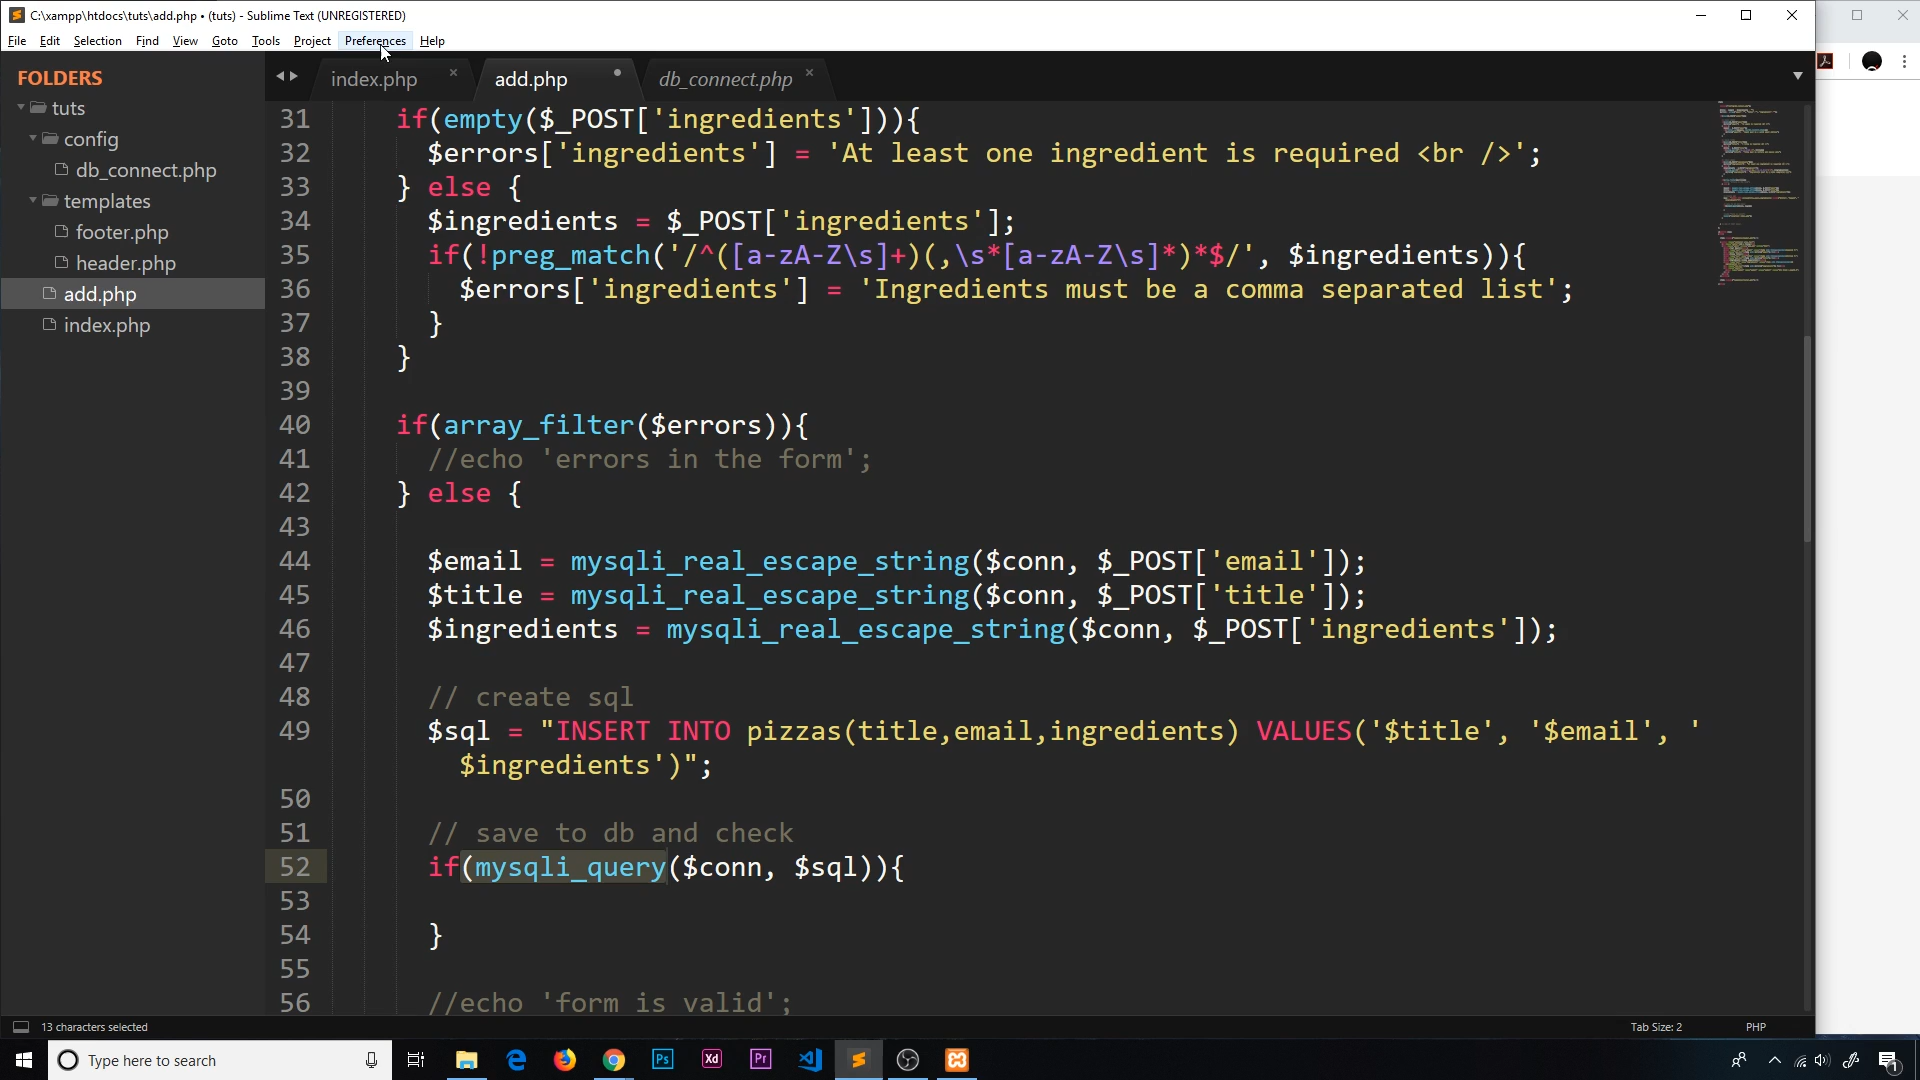 C:\xampp\htdocs\tuts\add.php • (tuts) - Sublime Text (UNREGISTERED)
File Edit Selection Find View Goto Tools Project Preferences Help
FOLDERS
tuts
config
db_connect.php
templates
footer.php
header.php
add.php
index.php
index.php × add.php • db_connect.php ×
31 if(empty($_POST['ingredients'])){
32 $errors['ingredients'] = 'At least one ingredient is required <br />';
33 } else {
34 $ingredients = $_POST['ingredients'];
35 if(!preg_match('/^([a-zA-Z\s]+)(,\s*[a-zA-Z\s]*)*$/', $ingredients)){
36 $errors['ingredients'] = 'Ingredients must be a comma separated list';
37 }
38 }
39
40 if(array_filter($errors)){
41 //echo 'errors in the form';
42 } else {
43
44 $email = mysqli_real_escape_string($conn, $_POST['email']);
45 $title = mysqli_real_escape_string($conn, $_POST['title']);
46 $ingredients = mysqli_real_escape_string($conn, $_POST['ingredients']);
47
48 // create sql
49 $sql = "INSERT INTO pizzas(title,email,ingredients) VALUES('$title', '$email', '
$ingredients')";
50
51 // save to db and check
52 if(mysqli_query($conn, $sql)){
53
54 }
55
56 //echo 'form is valid';
13 characters selected
Tab Size: 2 PHP
Type here to search
Ps
Xd
Pr
1